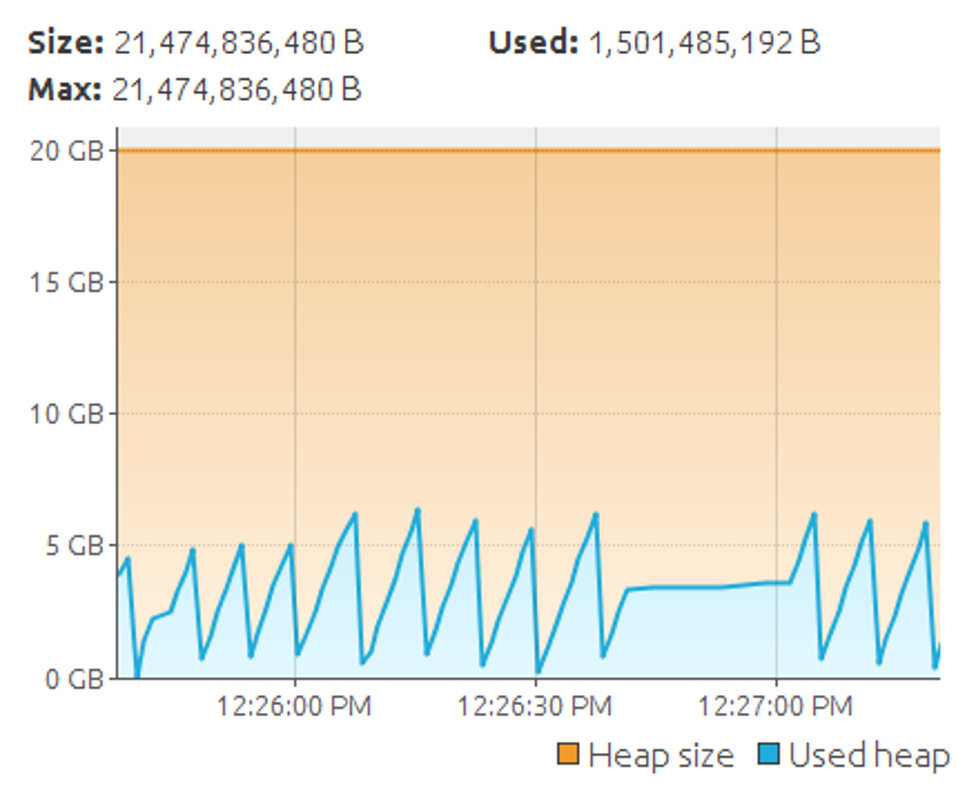 Size: 21,474,836,480 B Used: 1,501,485,192 B
Max: 21,474,836,480 B
20 GB
15 GB
10 GB
5 GB
0 GB
12:26:00 PM 12:26:30 PM 12:27:00 PM
Heap size Used heap